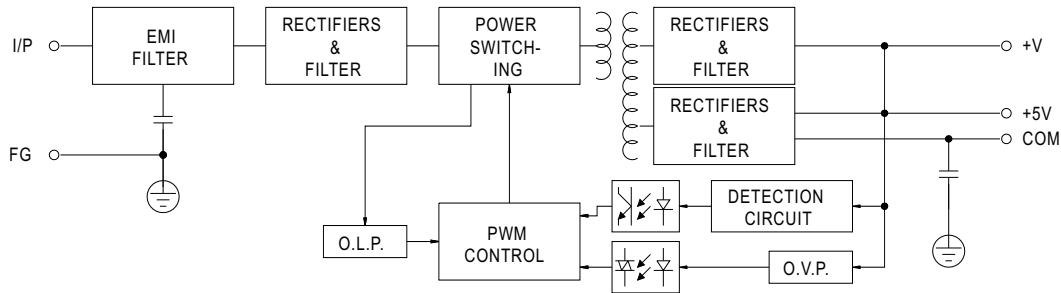 I/P
EMI
FILTER
RECTIFIERS
&
FILTER
POWER
SWITCH-
ING
RECTIFIERS
&
FILTER
+V
RECTIFIERS
&
FILTER
+5V
COM
FG
O.L.P.
PWM
CONTROL
DETECTION
CIRCUIT
O.V.P.